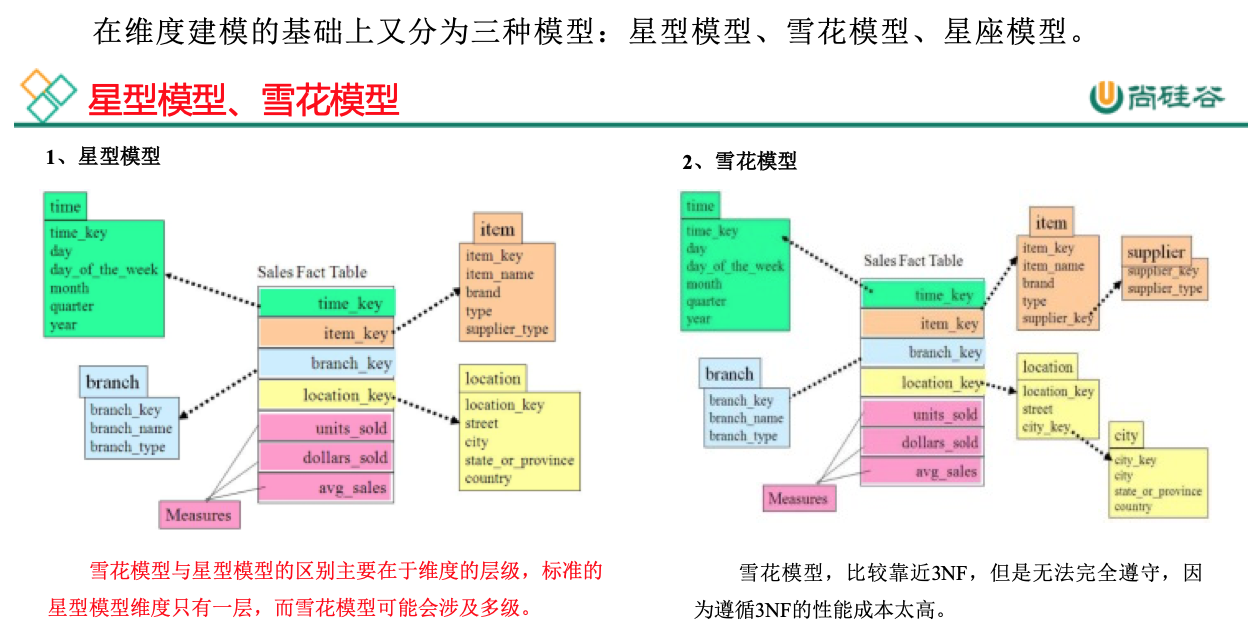 在维度建模的基础上又分为三种模型：星型模型、雪花模型、星座模型。
星型模型、雪花模型
尚硅谷
1、星型模型
time
time_key
day
day_of_the_week
month
quarter
year
branch
branch_key
branch_name
branch_type
Sales Fact Table
time_key
item_key
branch_key
location_key
units_sold
dollars_sold
avg_sales
Measures
item
item_key
item_name
brand
type
supplier_type
location
location_key
street
city
state_or_province
country
雪花模型与星型模型的区别主要在于维度的层级，标准的
星型模型维度只有一层，而雪花模型可能会涉及多级。
2、雪花模型
time
time_key
day
day_of_the_week
month
quarter
year
branch
branch_key
branch_name
branch_type
Sales Fact Table
time_key
item_key
branch_key
location_key
units_sold
dollars_sold
avg_sales
Measures
item
item_key
item_name
brand
type
supplier_key
supplier
supplier_key
supplier_type
location
location_key
street
city_key
city
city_key
city
state_or_province
country
雪花模型，比较靠近3NF，但是无法完全遵守，因
为遵循3NF的性能成本太高。